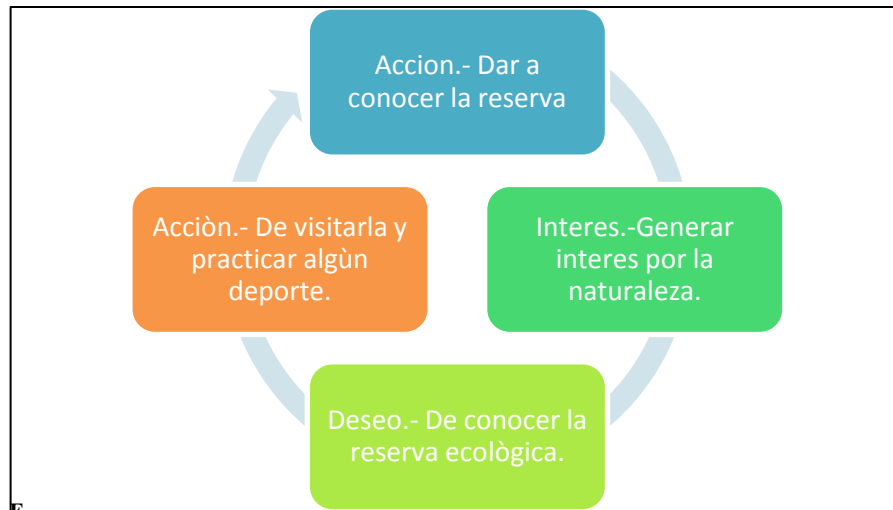 Accion.- Dar a
conocer la reserva
Interes.-Generar
interes por la
naturaleza.
Deseo.- De conocer la
reserva ecològica.
Acciòn.- De visitarla y
practicar algùn
deporte.